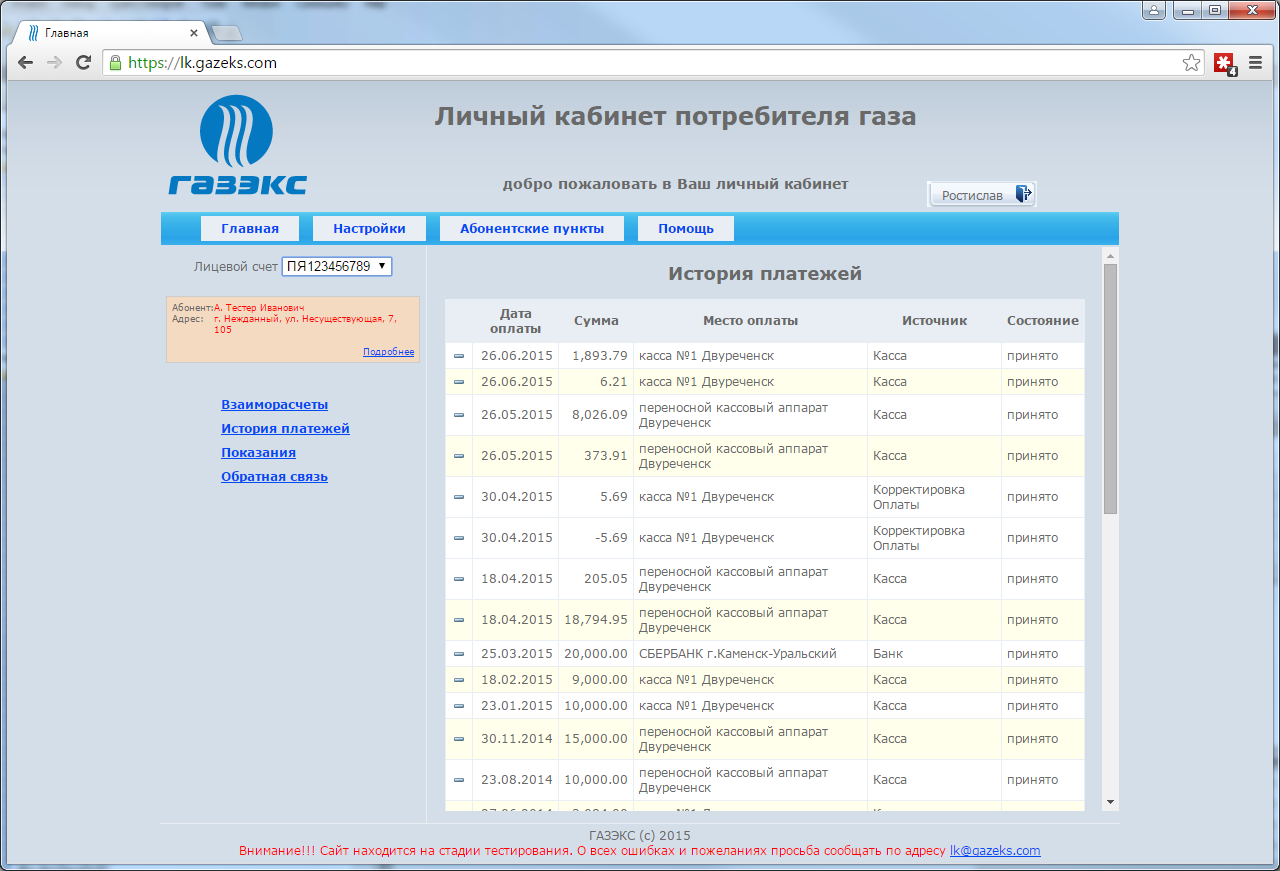 Главная
https://lk.gazeks.com
4
ГАЗЭКС
Личный кабинет потребителя газа
добро пожаловать в Ваш личный кабинет
Ростислав
Главная Настройки Абонентские пункты Помощь
Лицевой счет ПЯ123456789
Абонент: А. Тестер Иванович
Адрес: г. Нежданный, ул. Несуществующая, 7,
105
Подробнее
Взаиморасчеты
История платежей
Показания
Обратная связь
История платежей
Дата
оплаты Сумма Место оплаты Источник Состояние
26.06.2015 1,893.79 касса №1 Двуреченск Касса принято
26.06.2015 6.21 касса №1 Двуреченск Касса принято
26.05.2015 8,026.09 переносной кассовый аппарат
Двуреченск Касса принято
26.05.2015 373.91 переносной кассовый аппарат
Двуреченск Касса принято
30.04.2015 5.69 касса №1 Двуреченск Корректировка
Оплаты принято
30.04.2015 -5.69 касса №1 Двуреченск Корректировка
Оплаты принято
18.04.2015 205.05 переносной кассовый аппарат
Двуреченск Касса принято
18.04.2015 18,794.95 переносной кассовый аппарат
Двуреченск Касса принято
25.03.2015 20,000.00 СБЕРБАНК г.Каменск-Уральский Банк принято
18.02.2015 9,000.00 касса №1 Двуреченск Касса принято
23.01.2015 10,000.00 касса №1 Двуреченск Касса принято
30.11.2014 15,000.00 переносной кассовый аппарат
Двуреченск Касса принято
23.08.2014 10,000.00 переносной кассовый аппарат
Двуреченск Касса принято
ГАЗЭКС (c) 2015
Внимание!!! Сайт находится на стадии тестирования. О всех ошибках и пожеланиях просьба сообщать по адресу lk@gazeks.com